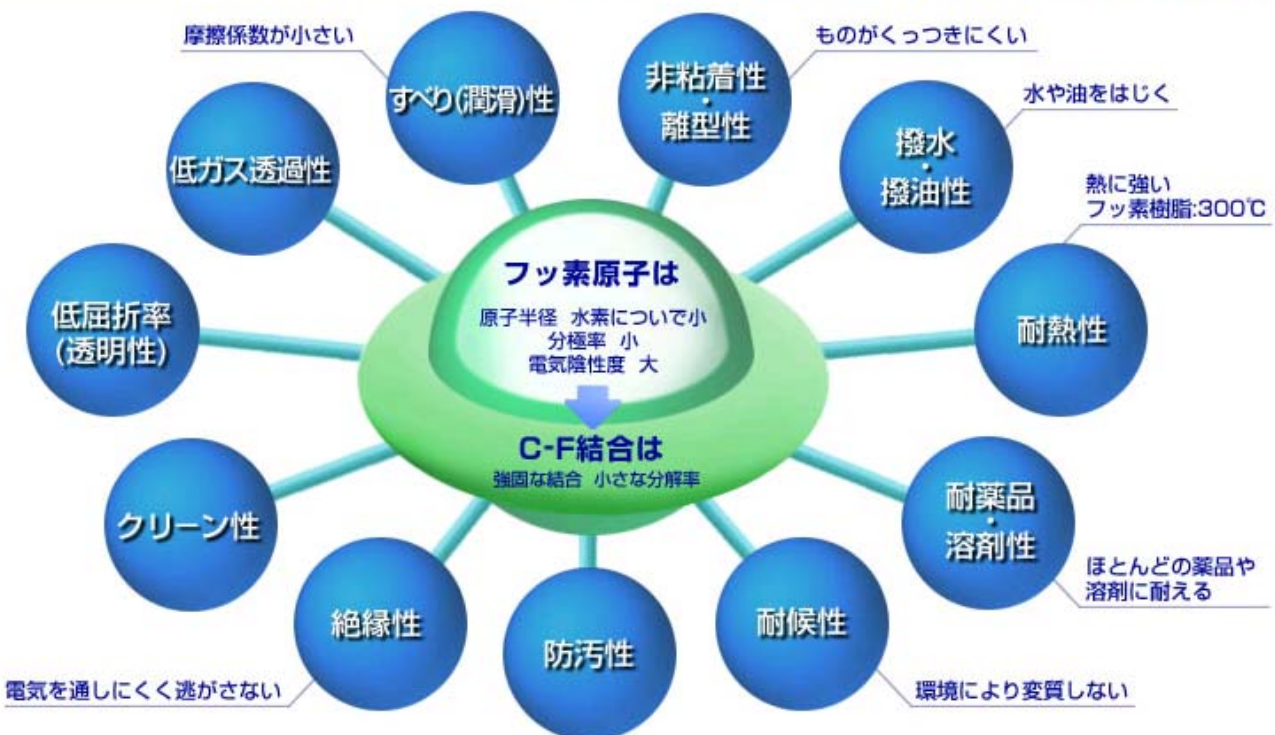 摩擦係数が小さい
すべり(潤滑)性
ものがくっつきにくい
非粘着性
・
離型性
水や油をはじく
撥水
・
撥油性
熱に強い
フッ素樹脂:300℃
耐熱性
耐薬品
・
溶剤性
ほとんどの薬品や
溶剤に耐える
耐候性
環境により変質しない
防汚性
絶縁性
電気を通しにくく逃がさない
クリーン性
低屈折率
(透明性)
低ガス透過性
フッ素原子は
原子半径 水素についで小
分極率 小
電気陰性度 大
C-F結合は
強固な結合 小さな分解率